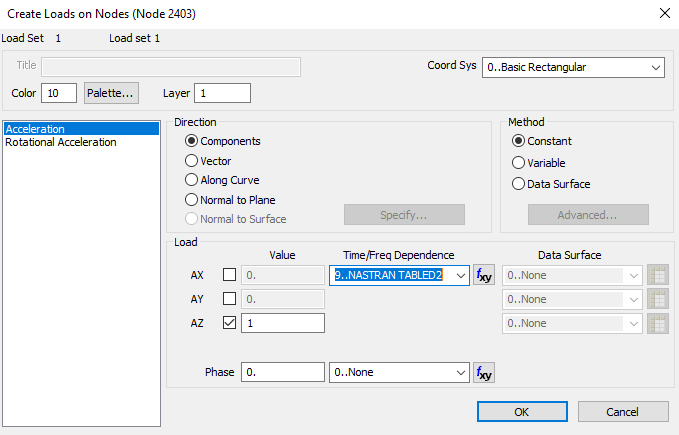 Create Loads on Nodes (Node 2403)
Load Set 1 Load set 1
Title
Coord Sys 0..Basic Rectangular
Color 10 Palette... Layer 1
Acceleration
Rotational Acceleration
Direction
Components
Vector
Along Curve
Normal to Plane
Normal to Surface
Specify...
Method
Constant
Variable
Data Surface
Advanced...
Load
Value Time/Freq Dependence Data Surface
AX 0. 9..NASTRAN TABLED2 fxy 0..None
AY 0. 0..None
AZ 1 0..None
Phase 0. 0..None fxy
OK Cancel